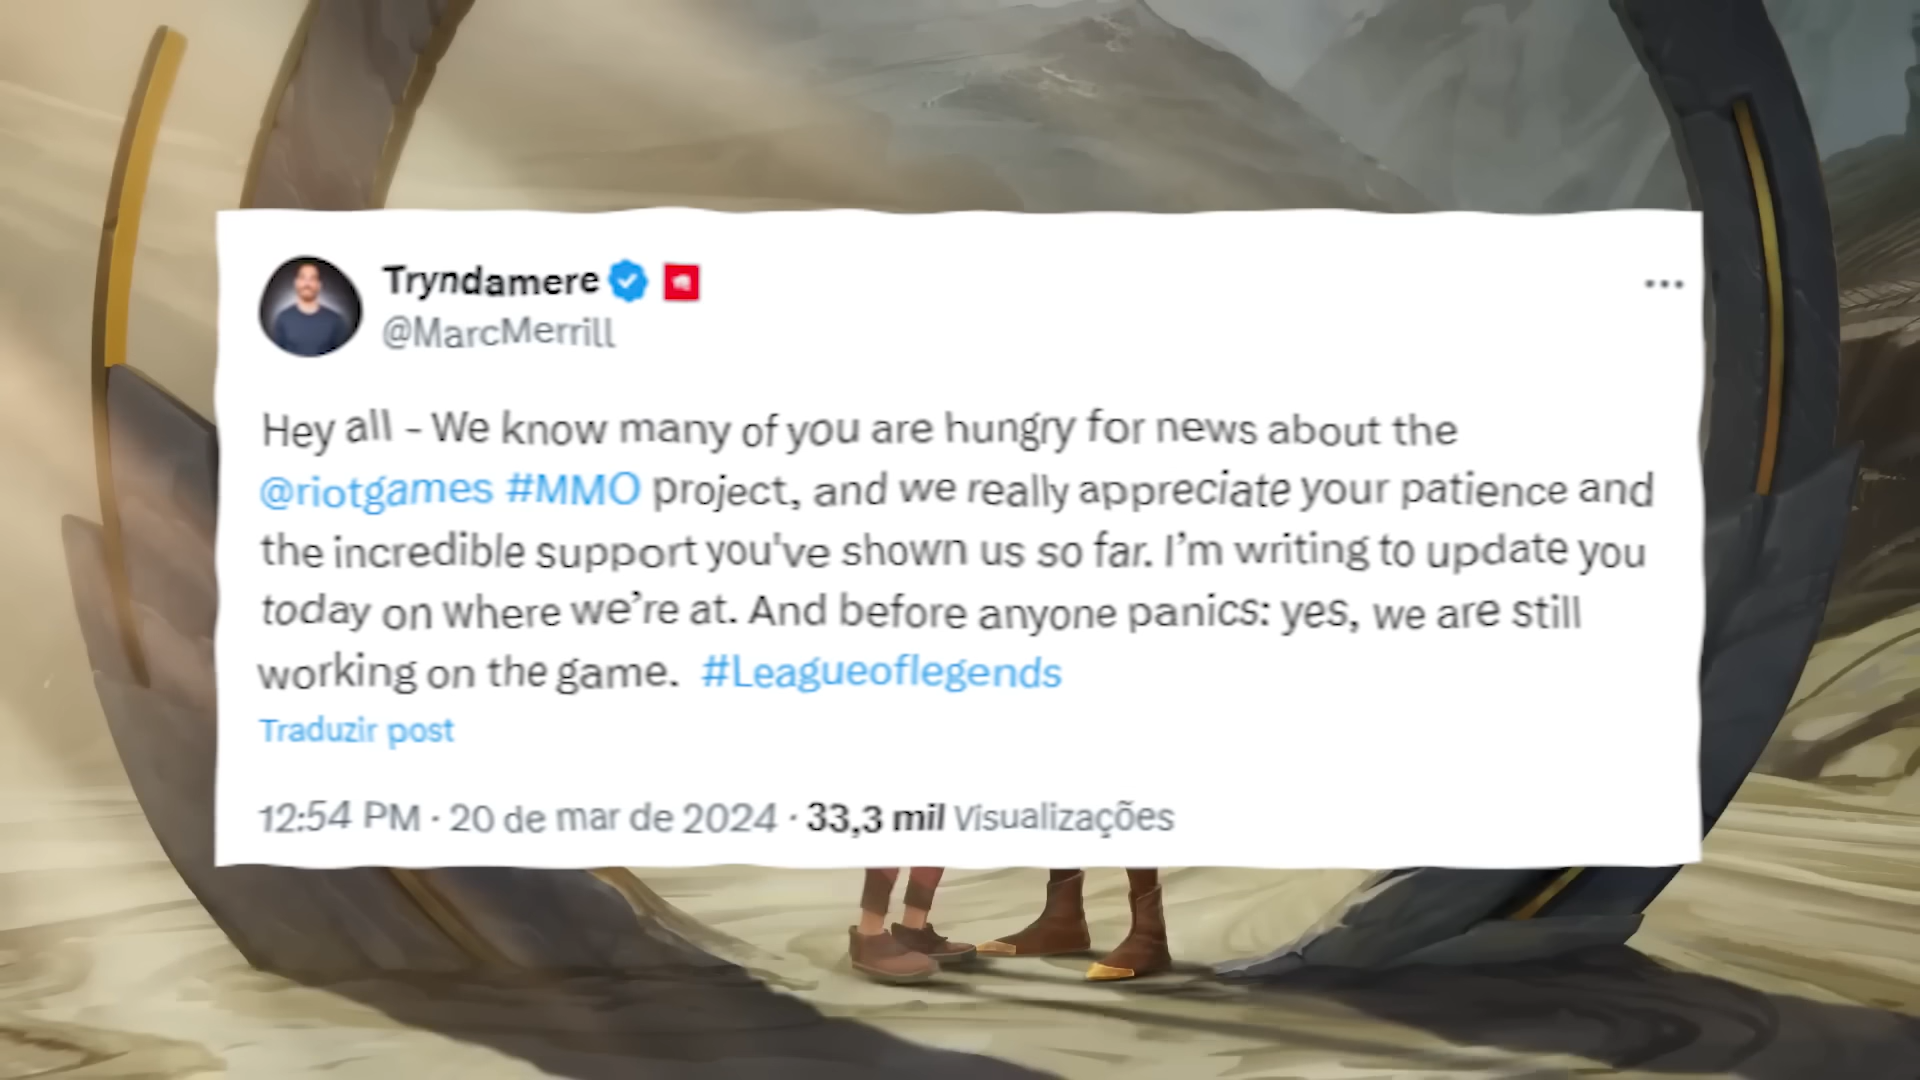 Tryndamere
@MarcMerrill
Hey all - We know many of you are hungry for news about the
@riotgames #MMO project, and we really appreciate your patience and
the incredible support you've shown us so far. I’m writing to update you
today on where we’re at. And before anyone panics: yes, we are still
working on the game. #Leagueoflegends
Traduzir post
12:54 PM · 20 de mar de 2024 · 33,3 mil Visualizações